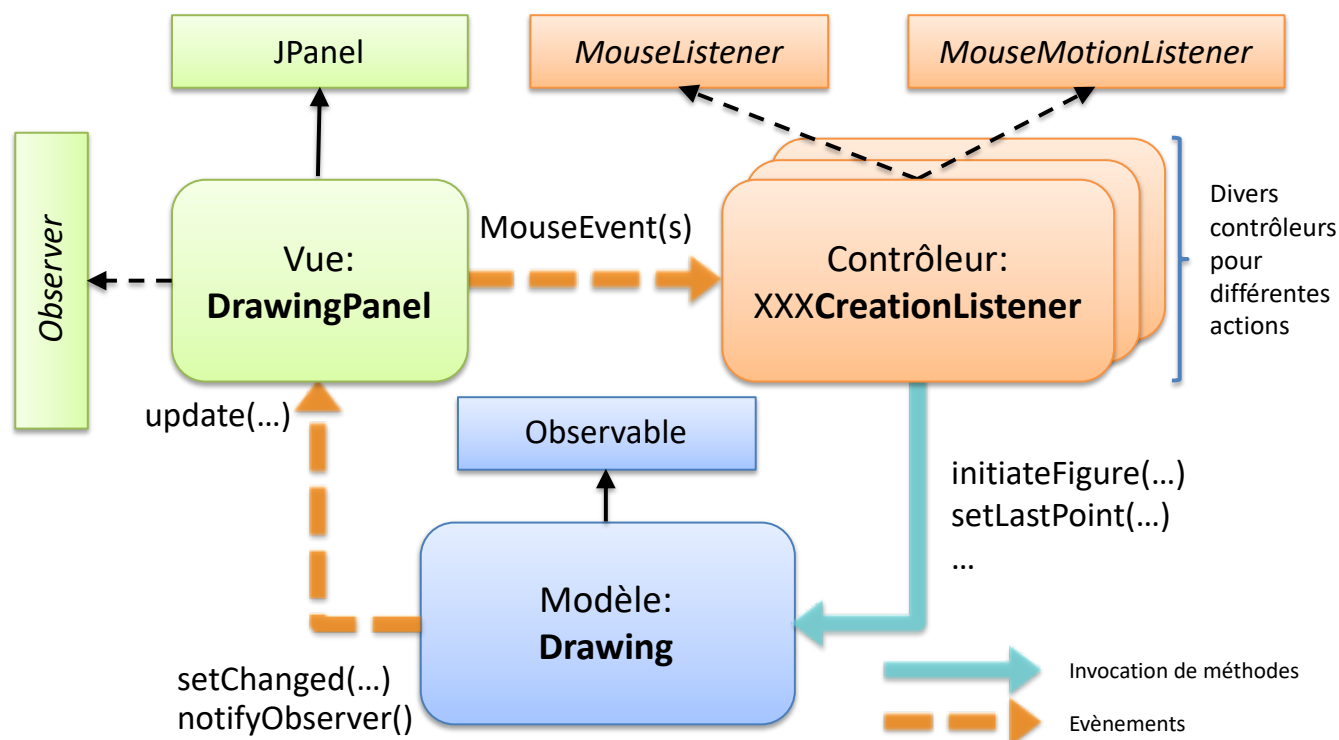 JPanel
MouseListener
MouseMotionListener
Observer
Vue:
DrawingPanel
MouseEvent(s)
Contrôleur:
XXXCreationListener
Divers
contrôleurs
pour
différentes
actions
update(…)
Observable
initiateFigure(…)
setLastPoint(…)
…
Modèle:
Drawing
setChanged(…)
notifyObserver()
Invocation de méthodes
Evènements